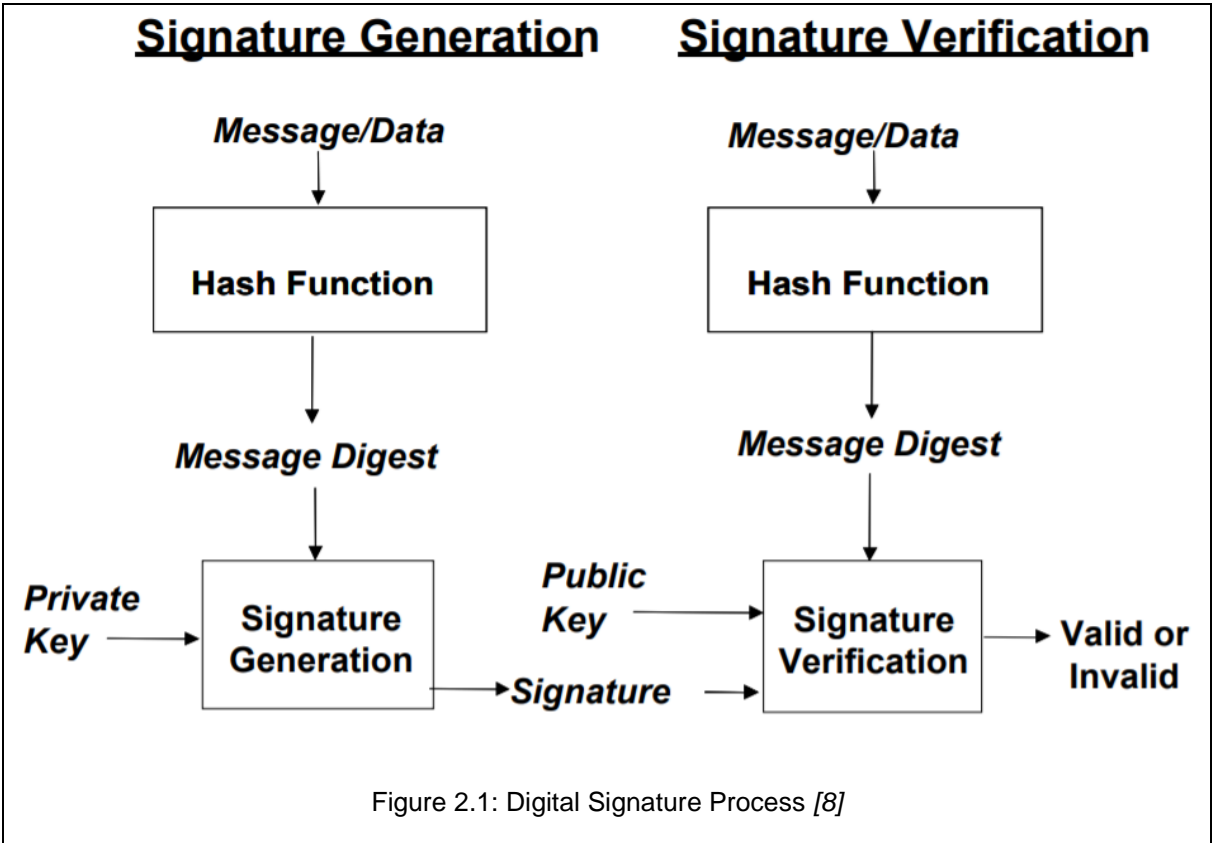 Signature Generation
Signature Verification
Message/Data
Message/Data
Hash Function
Hash Function
Message Digest
Message Digest
Private
Key
Signature
Generation
Public
Key
Signature
Signature
Verification
Valid or
Invalid
Figure 2.1: Digital Signature Process [8]